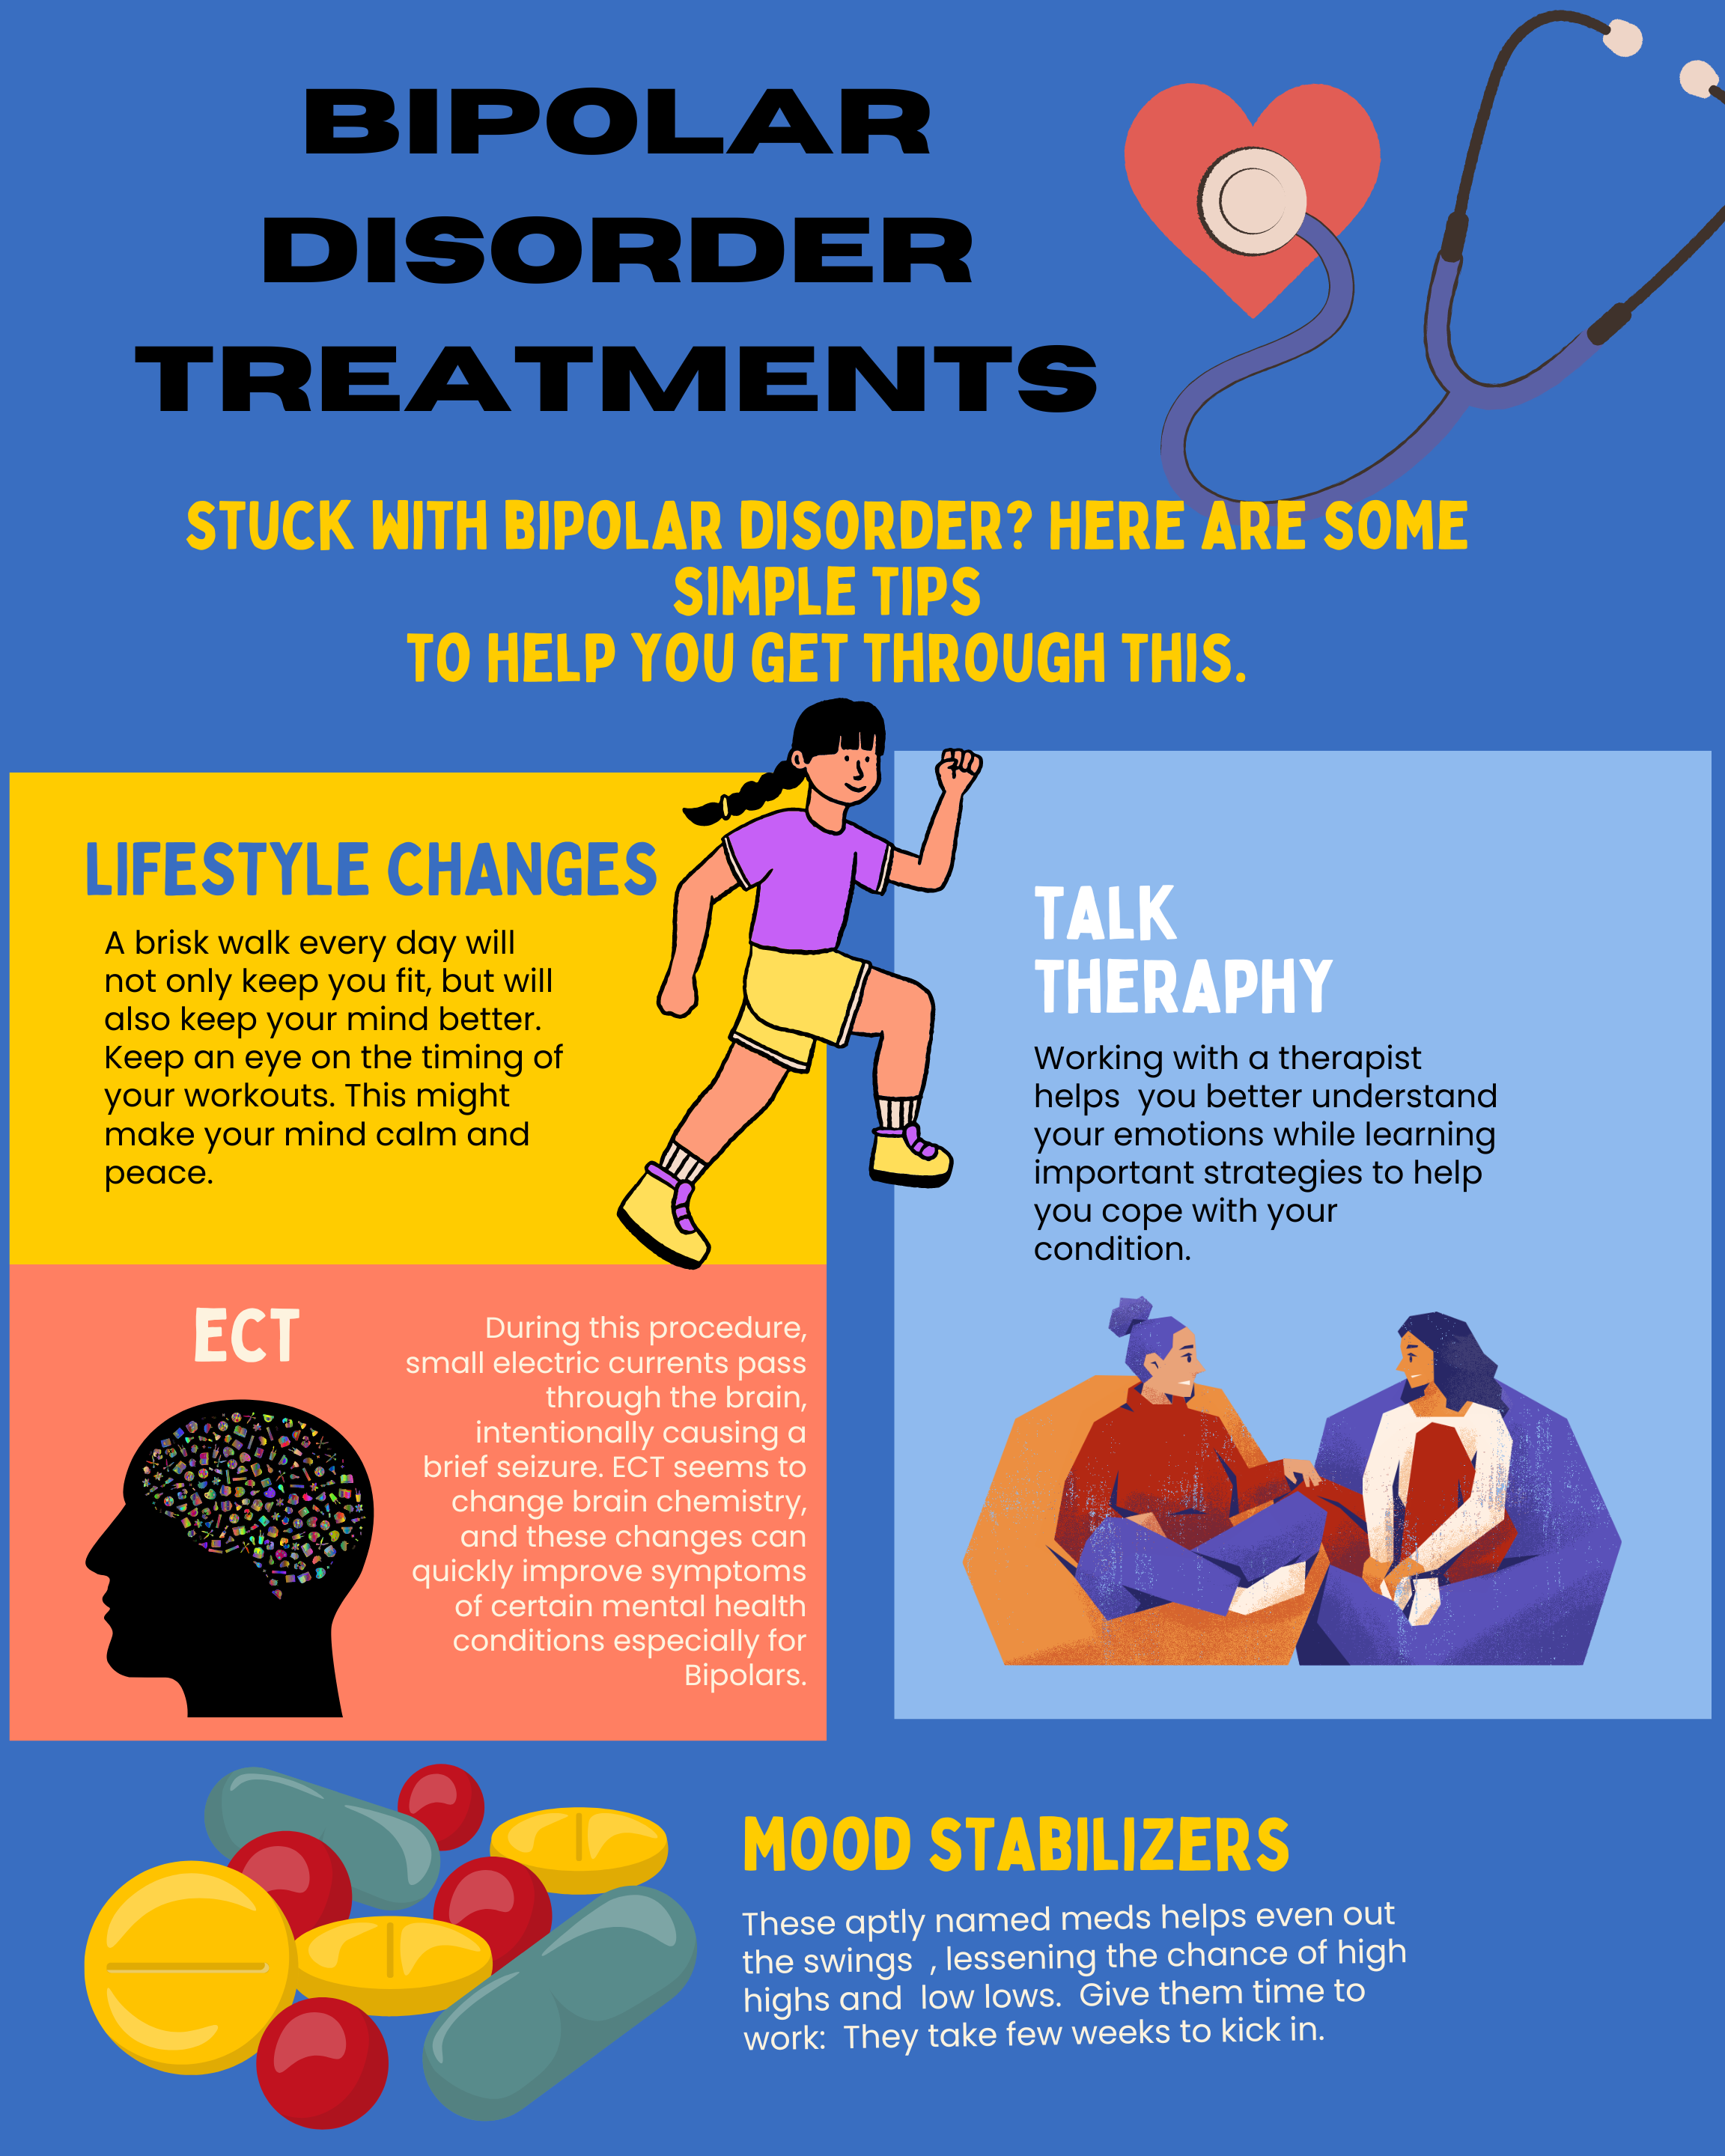 BIPOLAR
DISORDER
TREATMENTS
STUCK WITH BIPOLAR DISORDER? HERE ARE SOME
SIMPLE TIPS
TO HELP YOU GET THROUGH THIS.
LIFESTYLE CHANGES
A brisk walk every day will
not only keep you fit, but will
also keep your mind better.
Keep an eye on the timing of
your workouts. This might
make your mind calm and
peace.
TALK
THERAPHY
Working with a therapist
helps  you better understand
your emotions while learning
important strategies to help
you cope with your
condition.
ECT
During this procedure,
small electric currents pass
through the brain,
intentionally causing a
brief seizure. ECT seems to
change brain chemistry,
and these changes can
quickly improve symptoms
of certain mental health
conditions especially for
Bipolars.
MOOD STABILIZERS
These aptly named meds helps even out
the swings  , lessening the chance of high
highs and  low lows.  Give them time to
work:  They take few weeks to kick in.